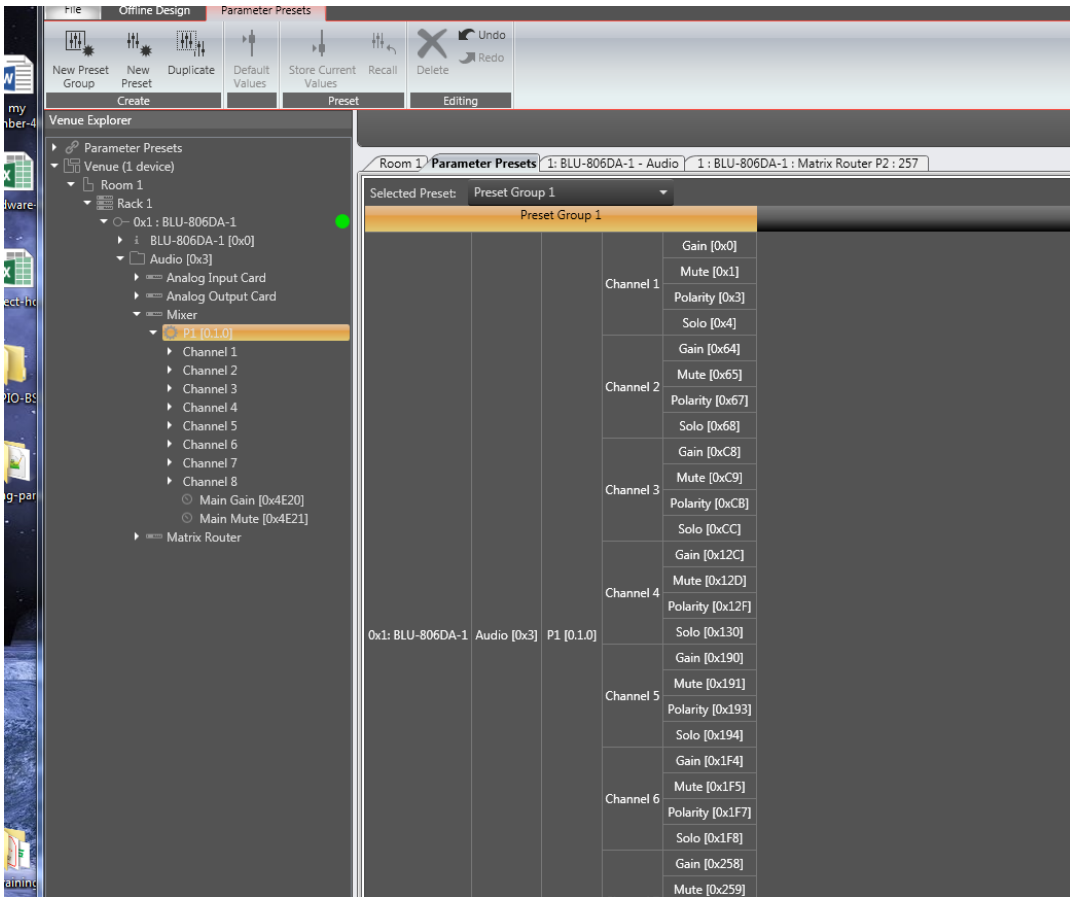 File Offline Design Parameter Presets
Undo
Redo
New Preset Group
New Preset
Duplicate
Default Values
Store Current Values
Recall
Delete
Create
Preset
Editing
my
Venue Explorer
Parameter Presets
Venue (1 device)
Room 1
Rack 1
0x1 : BLU-806DA-1
BLU-806DA-1 [0x0]
Audio [0x3]
Analog Input Card
Analog Output Card
Mixer
P1 [0.1.0]
Channel 1
Channel 2
Channel 3
Channel 4
Channel 5
Channel 6
Channel 7
Channel 8
Main Gain [0x4E20]
Main Mute [0x4E21]
Matrix Router
Room 1 Parameter Presets 1: BLU-806DA-1 - Audio 1 : BLU-806DA-1 : Matrix Router P2 : 257
Selected Preset: Preset Group 1
Preset Group 1
0x1: BLU-806DA-1 Audio [0x3] P1 [0.1.0]
Channel 1
Gain [0x0]
Mute [0x1]
Polarity [0x3]
Solo [0x4]
Channel 2
Gain [0x64]
Mute [0x65]
Polarity [0x67]
Solo [0x68]
Channel 3
Gain [0xC8]
Mute [0xC9]
Polarity [0xCB]
Solo [0xCC]
Channel 4
Gain [0x12C]
Mute [0x12D]
Polarity [0x12F]
Solo [0x130]
Channel 5
Gain [0x190]
Mute [0x191]
Polarity [0x193]
Solo [0x194]
Channel 6
Gain [0x1F4]
Mute [0x1F5]
Polarity [0x1F7]
Solo [0x1F8]
Gain [0x258]
Mute [0x259]